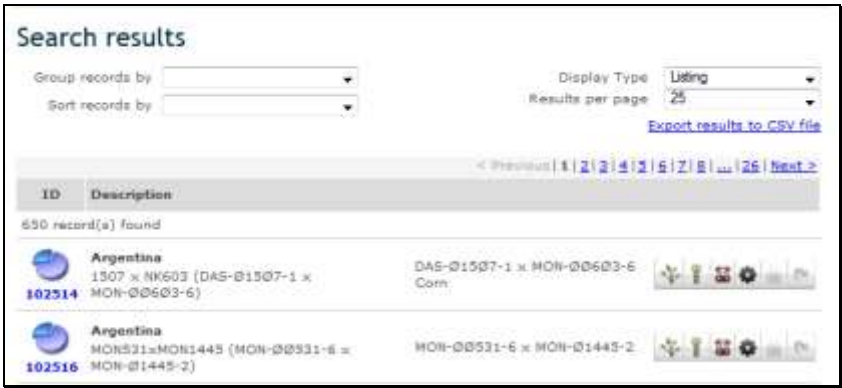 Search results
Group records by
Display Type Listing
Sort records by
Results per page 25
Export results to CSV file
< Previous | 1 | 2 | 3 | 4 | 5 | 6 | 7 | 8 | ... | 26 | Next >
ID Description
650 record(s) found
Argentina
1507 x NK603 (DAS-Ø15Ø7-1 x MON-ØØ6Ø3-6)
DAS-Ø15Ø7-1 x MON-ØØ6Ø3-6
Corn
102514
Argentina
MON531xMON1445 (MON-ØØ531-6 x MON-Ø1445-2)
MON-ØØ531-6 x MON-Ø1445-2
102516